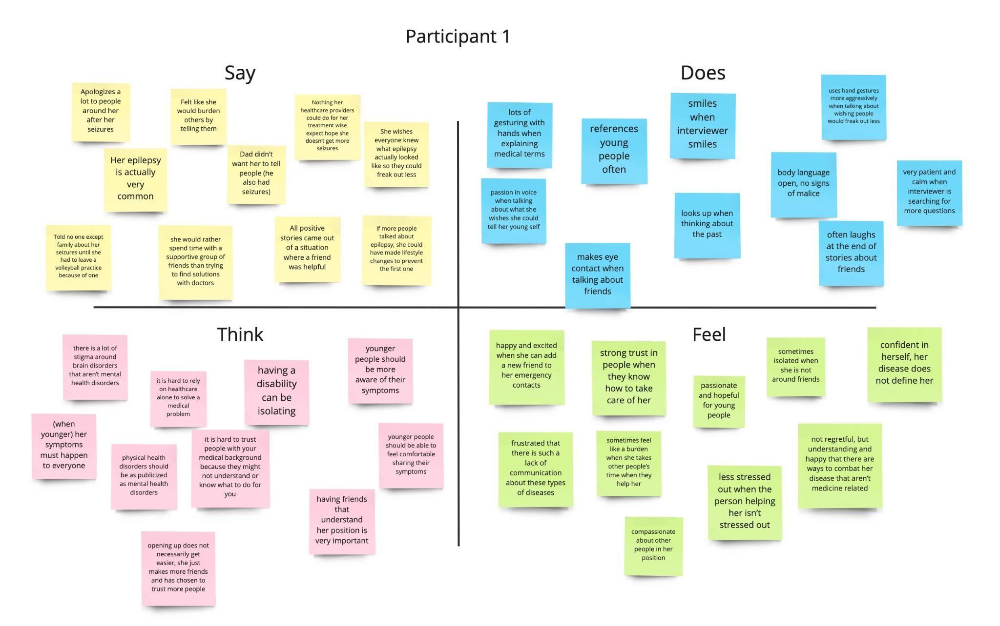 Participant 1
Say
Apologizes a
lot to people
around her
after her
seizures
Felt like she
would burden
others by
telling them
Nothing her
healthcare providers
could do for her
treatment wise
expect hope she
doesn't get more
seizures
She wishes
everyone knew
what epilepsy
actually looked
like so they could
freak out less
Her epilepsy
is actually
very
common
Dad didn't
want her to tell
people (he
also had
seizures)
Told no one except
family about her
seizures until she
had to leave a
volleyball practice
because of one
she would rather
spend time with a
supportive group of
friends than trying
to find solutions
with doctors
All positive
stories came out
of a situation
where a friend
was helpful
If more people
talked about
epilepsy, she could
have made lifestyle
changes to prevent
the first one
Does
lots of
gesturing with
hands when
explaining
medical terms
references
young
people
often
smiles
when
interviewer
smiles
uses hand gestures
more aggressively
when talking about
wishing people
would freak out less
passion in voice
when talking
about what she
wishes she could
tell her young self
looks up when
thinking about
the past
body language
open, no signs
of malice
very patient and
calm when
interviewer is
searching for
more questions
makes eye
contact when
talking about
friends
often laughs
at the end of
stories about
friends
Think
there is a lot of
stigma around
brain disorders
that aren't mental
health disorders
it is hard to rely
on healthcare
alone to solve a
medical
problem
having a
disability
can be
isolating
younger
people should
be more
aware of their
symptoms
(when
younger) her
symptoms
must happen
to everyone
physical health
disorders should
be as publicized
as mental health
disorders
it is hard to trust
people with your
medical background
because they might
not understand or
know what to do for
you
younger people
should be able to
feel comfortable
sharing their
symptoms
having friends
that
understand
her position is
very important
opening up does not
necessarily get
easier, she just
makes more friends
and has chosen to
trust more people
Feel
happy and excited
when she can add
a new friend to
her emergency
contacts
strong trust in
people when
they know
how to take
care of her
passionate
and hopeful
for young
people
sometimes
isolated when
she is not
around friends
confident in
herself, her
disease does
not define her
frustrated that
there is such a
lack of
communication
about these types
of diseases
sometimes feel
like a burden
when she takes
other people's
time when they
help her
less stressed
out when the
person helping
her isn't
stressed out
not regretful, but
understanding and
happy that there are
ways to combat her
disease that aren't
medicine related
compassionate
about other
people in her
position